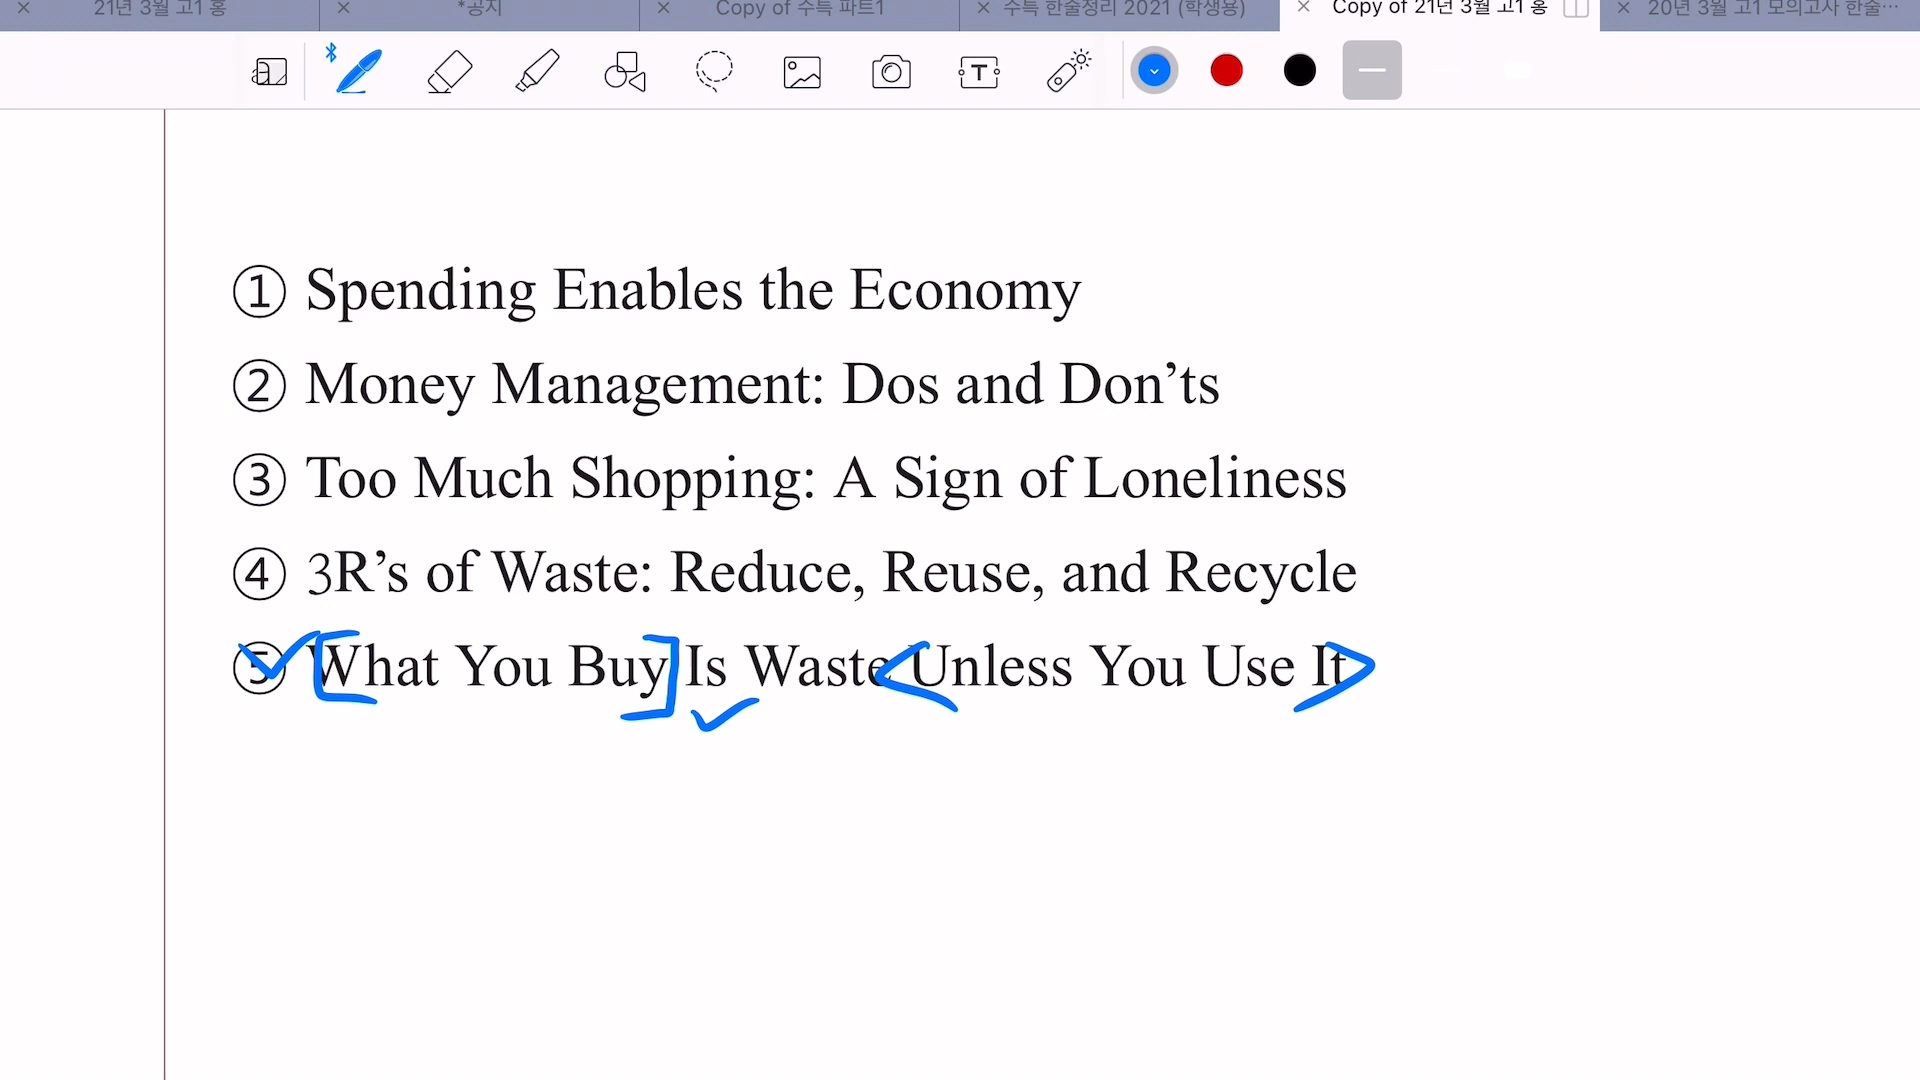 21년 3월 고1 홍
*공지
Copy of 수특 파트1
수특 한술정리 2021 (학생용)
Copy of 21년 3월 고1 홍
20년 3월 고1 모의고사 한술…
T
① Spending Enables the Economy
② Money Management: Dos and Don’ts
③ Too Much Shopping: A Sign of Loneliness
④ 3R’s of Waste: Reduce, Reuse, and Recycle
⑤ [What You Buy] Is Waste <Unless You Use It>